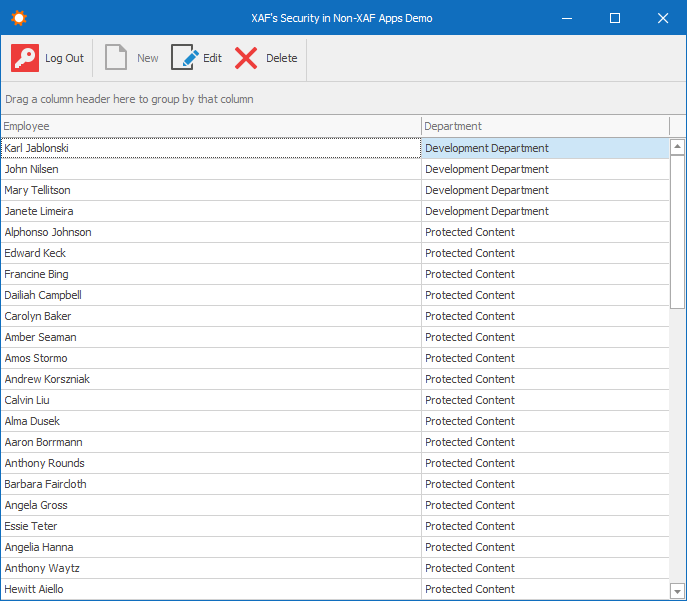 XAF's Security in Non-XAF Apps Demo
Log Out New Edit Delete
Drag a column header here to group by that column
Employee Department
Karl Jablonski Development Department
John Nilsen Development Department
Mary Tellitson Development Department
Janete Limeira Development Department
Alphonso Johnson Protected Content
Edward Keck Protected Content
Francine Bing Protected Content
Dailiah Campbell Protected Content
Carolyn Baker Protected Content
Amber Seaman Protected Content
Amos Stormo Protected Content
Andrew Korszniak Protected Content
Calvin Liu Protected Content
Alma Dusek Protected Content
Aaron Borrmann Protected Content
Anthony Rounds Protected Content
Barbara Faircloth Protected Content
Angela Gross Protected Content
Essie Teter Protected Content
Angelia Hanna Protected Content
Anthony Waytz Protected Content
Hewitt Aiello Protected Content